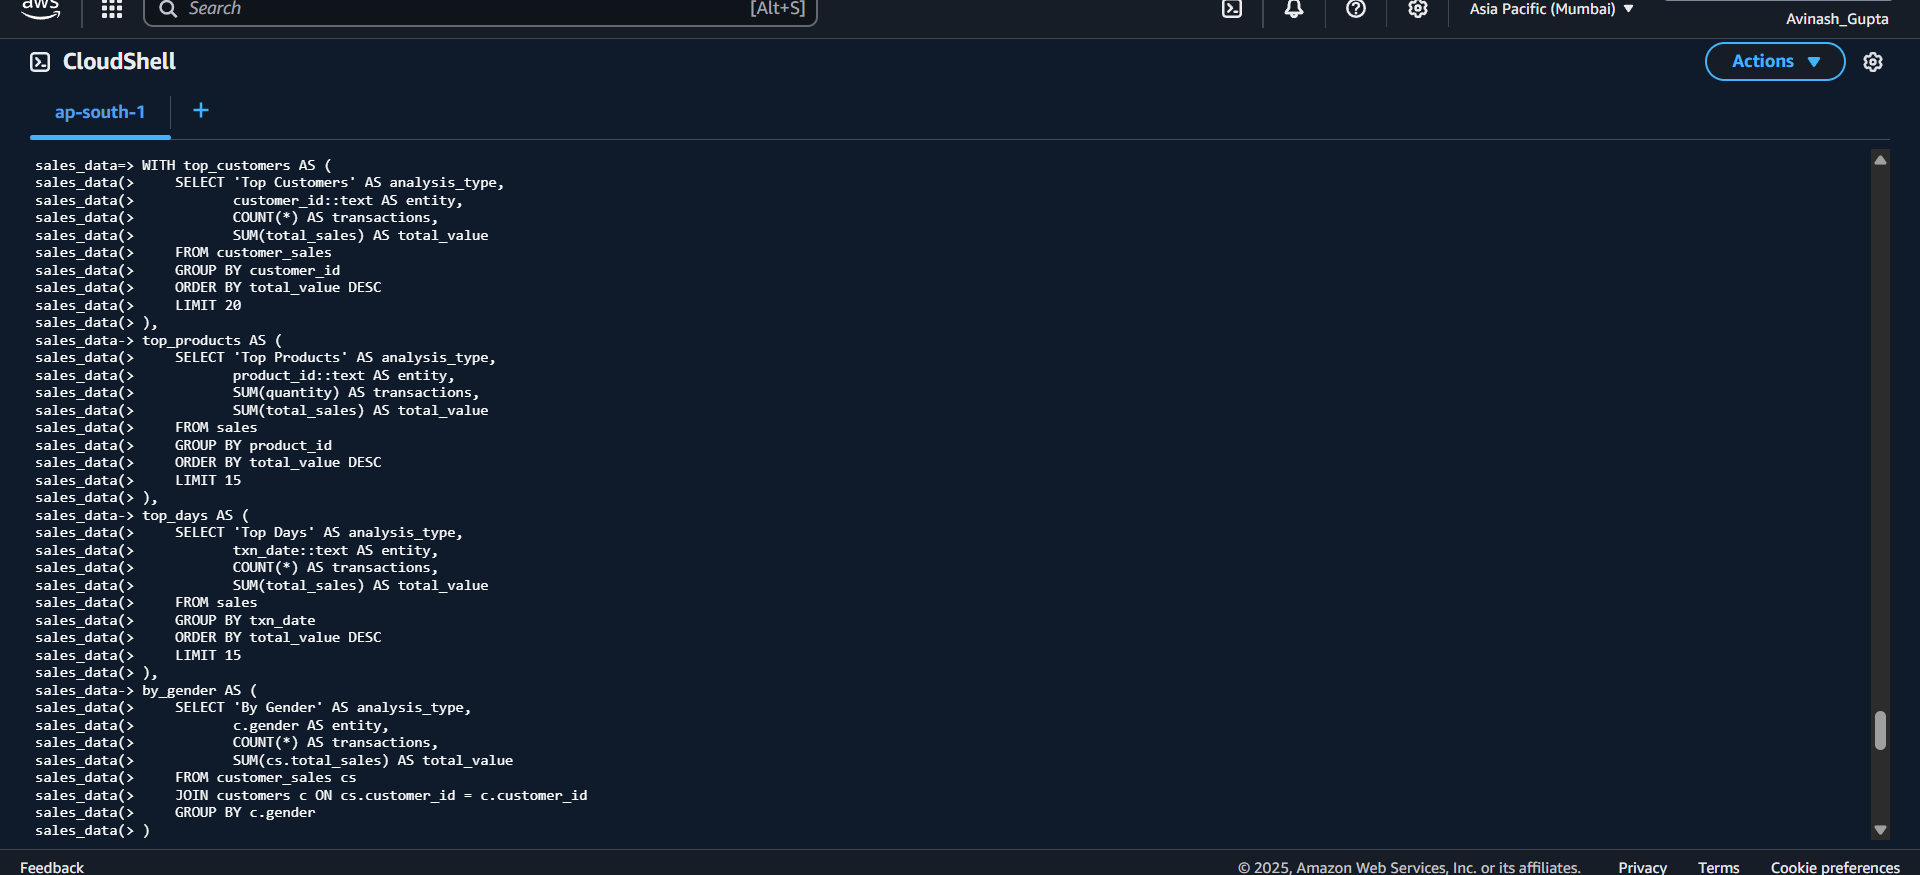 aws
Search
[Alt+S]
Asia Pacific (Mumbai)
Avinash_Gupta
CloudShell
Actions
ap-south-1
+
sales_data=> WITH top_customers AS (
sales_data(>     SELECT 'Top Customers' AS analysis_type,
sales_data(>            customer_id::text AS entity,
sales_data(>            COUNT(*) AS transactions,
sales_data(>            SUM(total_sales) AS total_value
sales_data(>     FROM customer_sales
sales_data(>     GROUP BY customer_id
sales_data(>     ORDER BY total_value DESC
sales_data(>     LIMIT 20
sales_data(> ),
sales_data-> top_products AS (
sales_data(>     SELECT 'Top Products' AS analysis_type,
sales_data(>            product_id::text AS entity,
sales_data(>            SUM(quantity) AS transactions,
sales_data(>            SUM(total_sales) AS total_value
sales_data(>     FROM sales
sales_data(>     GROUP BY product_id
sales_data(>     ORDER BY total_value DESC
sales_data(>     LIMIT 15
sales_data(> ),
sales_data-> top_days AS (
sales_data(>     SELECT 'Top Days' AS analysis_type,
sales_data(>            txn_date::text AS entity,
sales_data(>            COUNT(*) AS transactions,
sales_data(>            SUM(total_sales) AS total_value
sales_data(>     FROM sales
sales_data(>     GROUP BY txn_date
sales_data(>     ORDER BY total_value DESC
sales_data(>     LIMIT 15
sales_data(> ),
sales_data-> by_gender AS (
sales_data(>     SELECT 'By Gender' AS analysis_type,
sales_data(>            c.gender AS entity,
sales_data(>            COUNT(*) AS transactions,
sales_data(>            SUM(cs.total_sales) AS total_value
sales_data(>     FROM customer_sales cs
sales_data(>     JOIN customers c ON cs.customer_id = c.customer_id
sales_data(>     GROUP BY c.gender
sales_data(> )
Feedback
© 2025, Amazon Web Services, Inc. or its affiliates.
Privacy
Terms
Cookie preferences